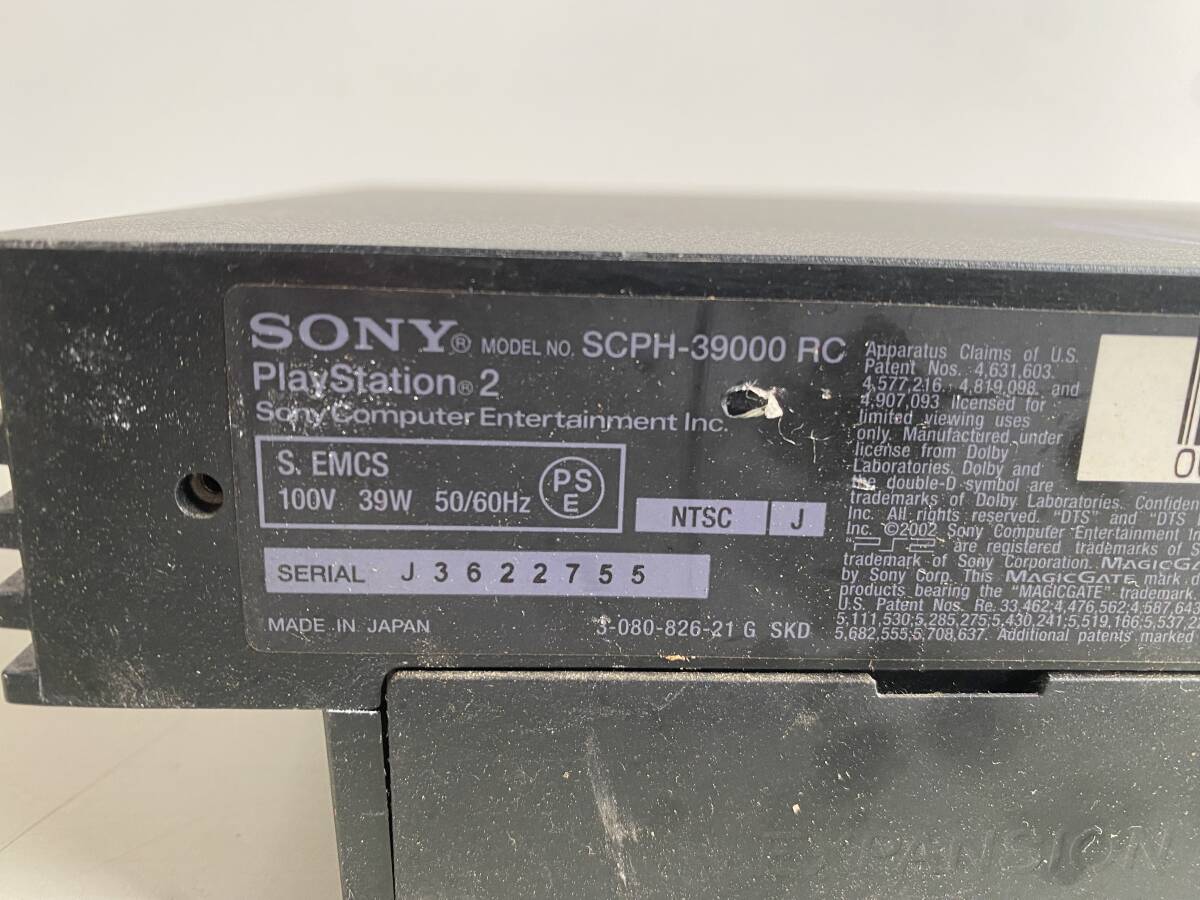 SONY® MODEL NO. SCPH-39000 RC
PlayStation®2
Sony Computer Entertainment Inc.
S. EMCS
100V 39W 50/60Hz
PS
E
NTSC J
SERIAL J3622755
MADE IN JAPAN
3-080-826-21 G SKD
Apparatus Claims of U.S.
Patent Nos. 4,631,603.
4,577,216, 4,819,098, and
4,907,093, licensed for
limited viewing uses
only. Manufactured under
license from Dolby
Laboratories. Dolby and
the double-D symbol are
trademarks of Dolby Laboratories.
Inc. All rights reserved. "DTS" and "DTS
Inc. ©2002 Sony Computer Entertainment
are registered trademarks of
trademark of Sony Corporation.
by Sony Corp. This MAGICGATE mark
products bearing the "MAGICGATE" trademark
U.S. Patent Nos. Re. 33,462;4,476,562;
5,111,530;5,285,275;5,430,241;5,519,166;
5,682,555;5,708,637. Additional patents marked
EXPANSION